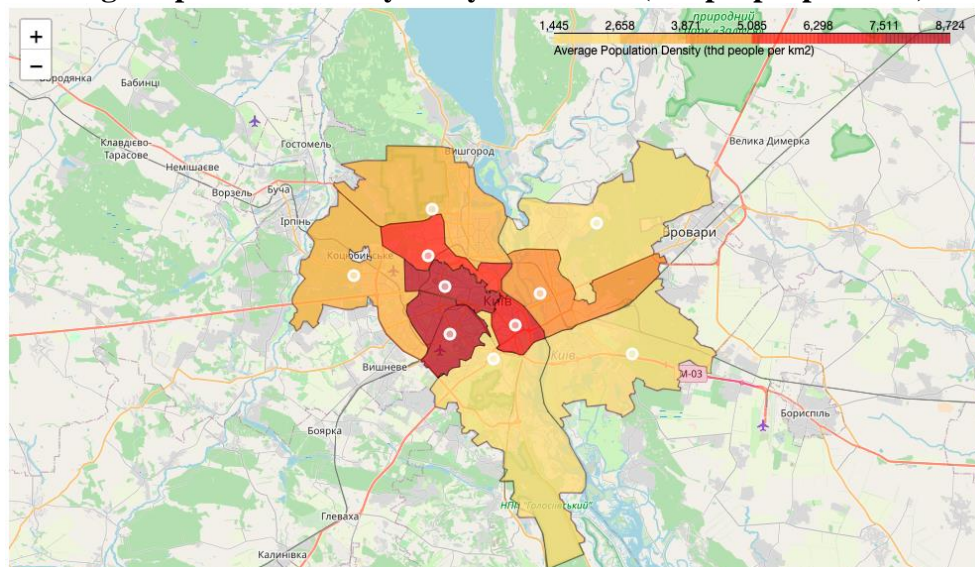 +
−
1,445 2,658 3,871 5,085 6,298 7,511 8,724
Average Population Density (thd people per km2)
природний
Бородянка
Бабинці
Клавдієво-
Тарасове
Немішаєве
Гостомель
Вишгород
Велика Димерка
Ворзель
Буча
Ірпінь
Коцюбинське
Бровари
Київ
Київ
Вишневе
М-03
Бориспіль
Боярка
НПП "Голосіївський"
Глеваха
Калинівка